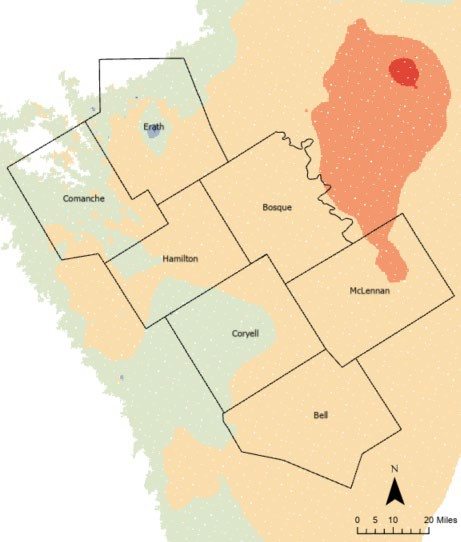 Erath
Comanche
Bosque
Hamilton
McLennan
Coryell
Bell
N
0 5 10 20 Miles